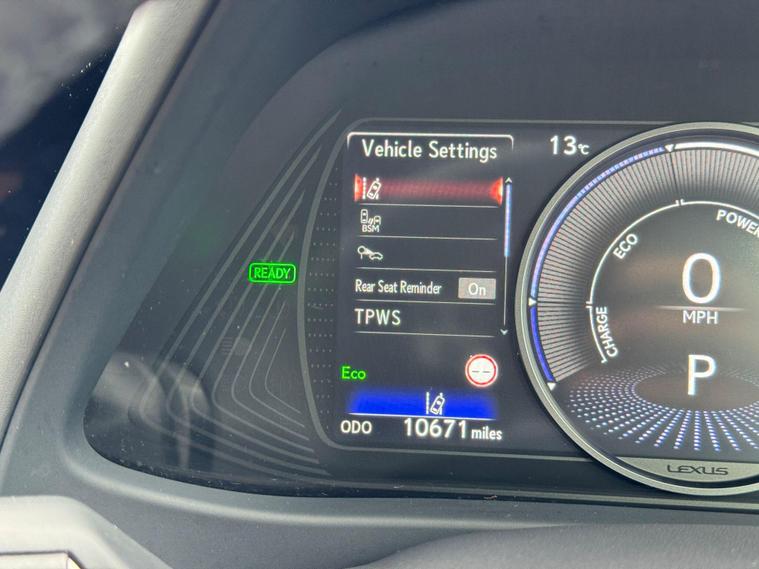 Vehicle Settings
13°C
BSM
Rear Seat Reminder On
TPWS
READY
Eco
ODO 10671 miles
CHARGE
ECO
POWER
0
MPH
P
LEXUS